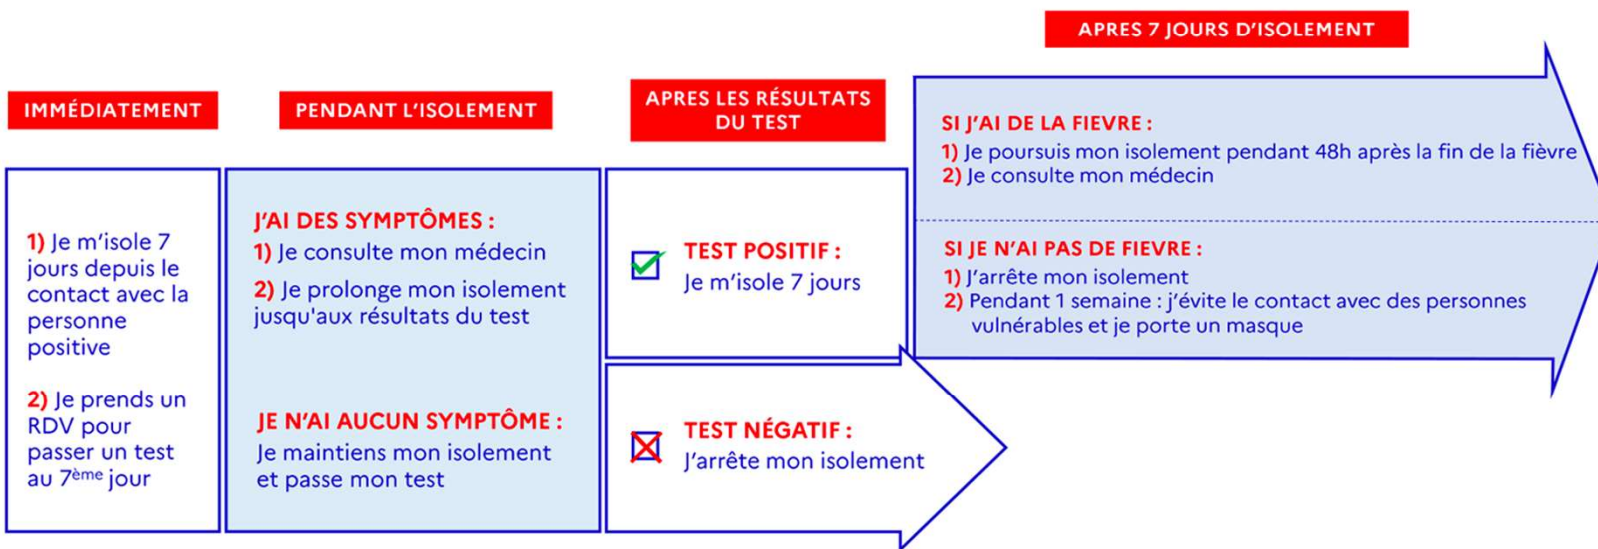 IMMÉDIATEMENT
1) Je m'isole 7
jours depuis le
contact avec la
personne
positive
2) Je prends un
RDV pour
passer un test
au 7ème jour
PENDANT L'ISOLEMENT
J'AI DES SYMPTÔMES :
1) Je consulte mon médecin
2) Je prolonge mon isolement
jusqu'aux résultats du test
JE N'AI AUCUN SYMPTÔME :
Je maintiens mon isolement
et passe mon test
APRES LES RÉSULTATS
DU TEST
TEST POSITIF :
Je m'isole 7 jours
TEST NÉGATIF :
J'arrête mon isolement
APRES 7 JOURS D'ISOLEMENT
SI J'AI DE LA FIEVRE :
1) Je poursuis mon isolement pendant 48h après la fin de la fièvre
2) Je consulte mon médecin
SI JE N'AI PAS DE FIEVRE :
1) J'arrête mon isolement
2) Pendant 1 semaine : j'évite le contact avec des personnes
vulnérables et je porte un masque